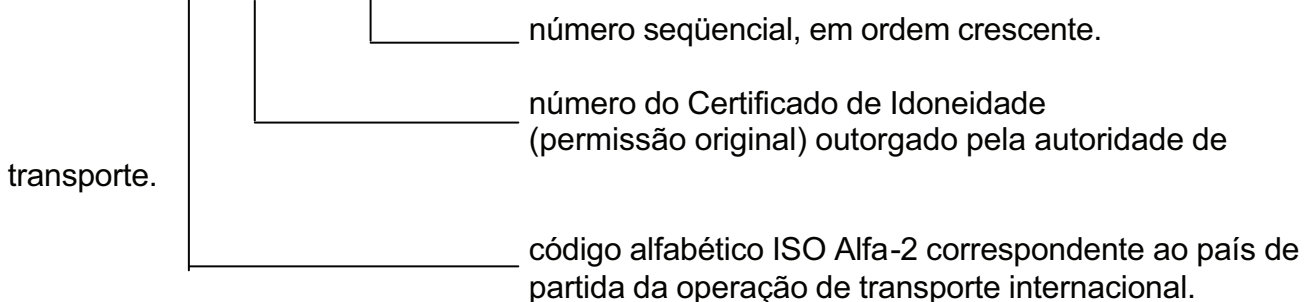 número seqüencial, em ordem crescente.
número do Certificado de Idoneidade
(permissão original) outorgado pela autoridade de
transporte.
código alfabético ISO Alfa-2 correspondente ao país de
partida da operação de transporte internacional.